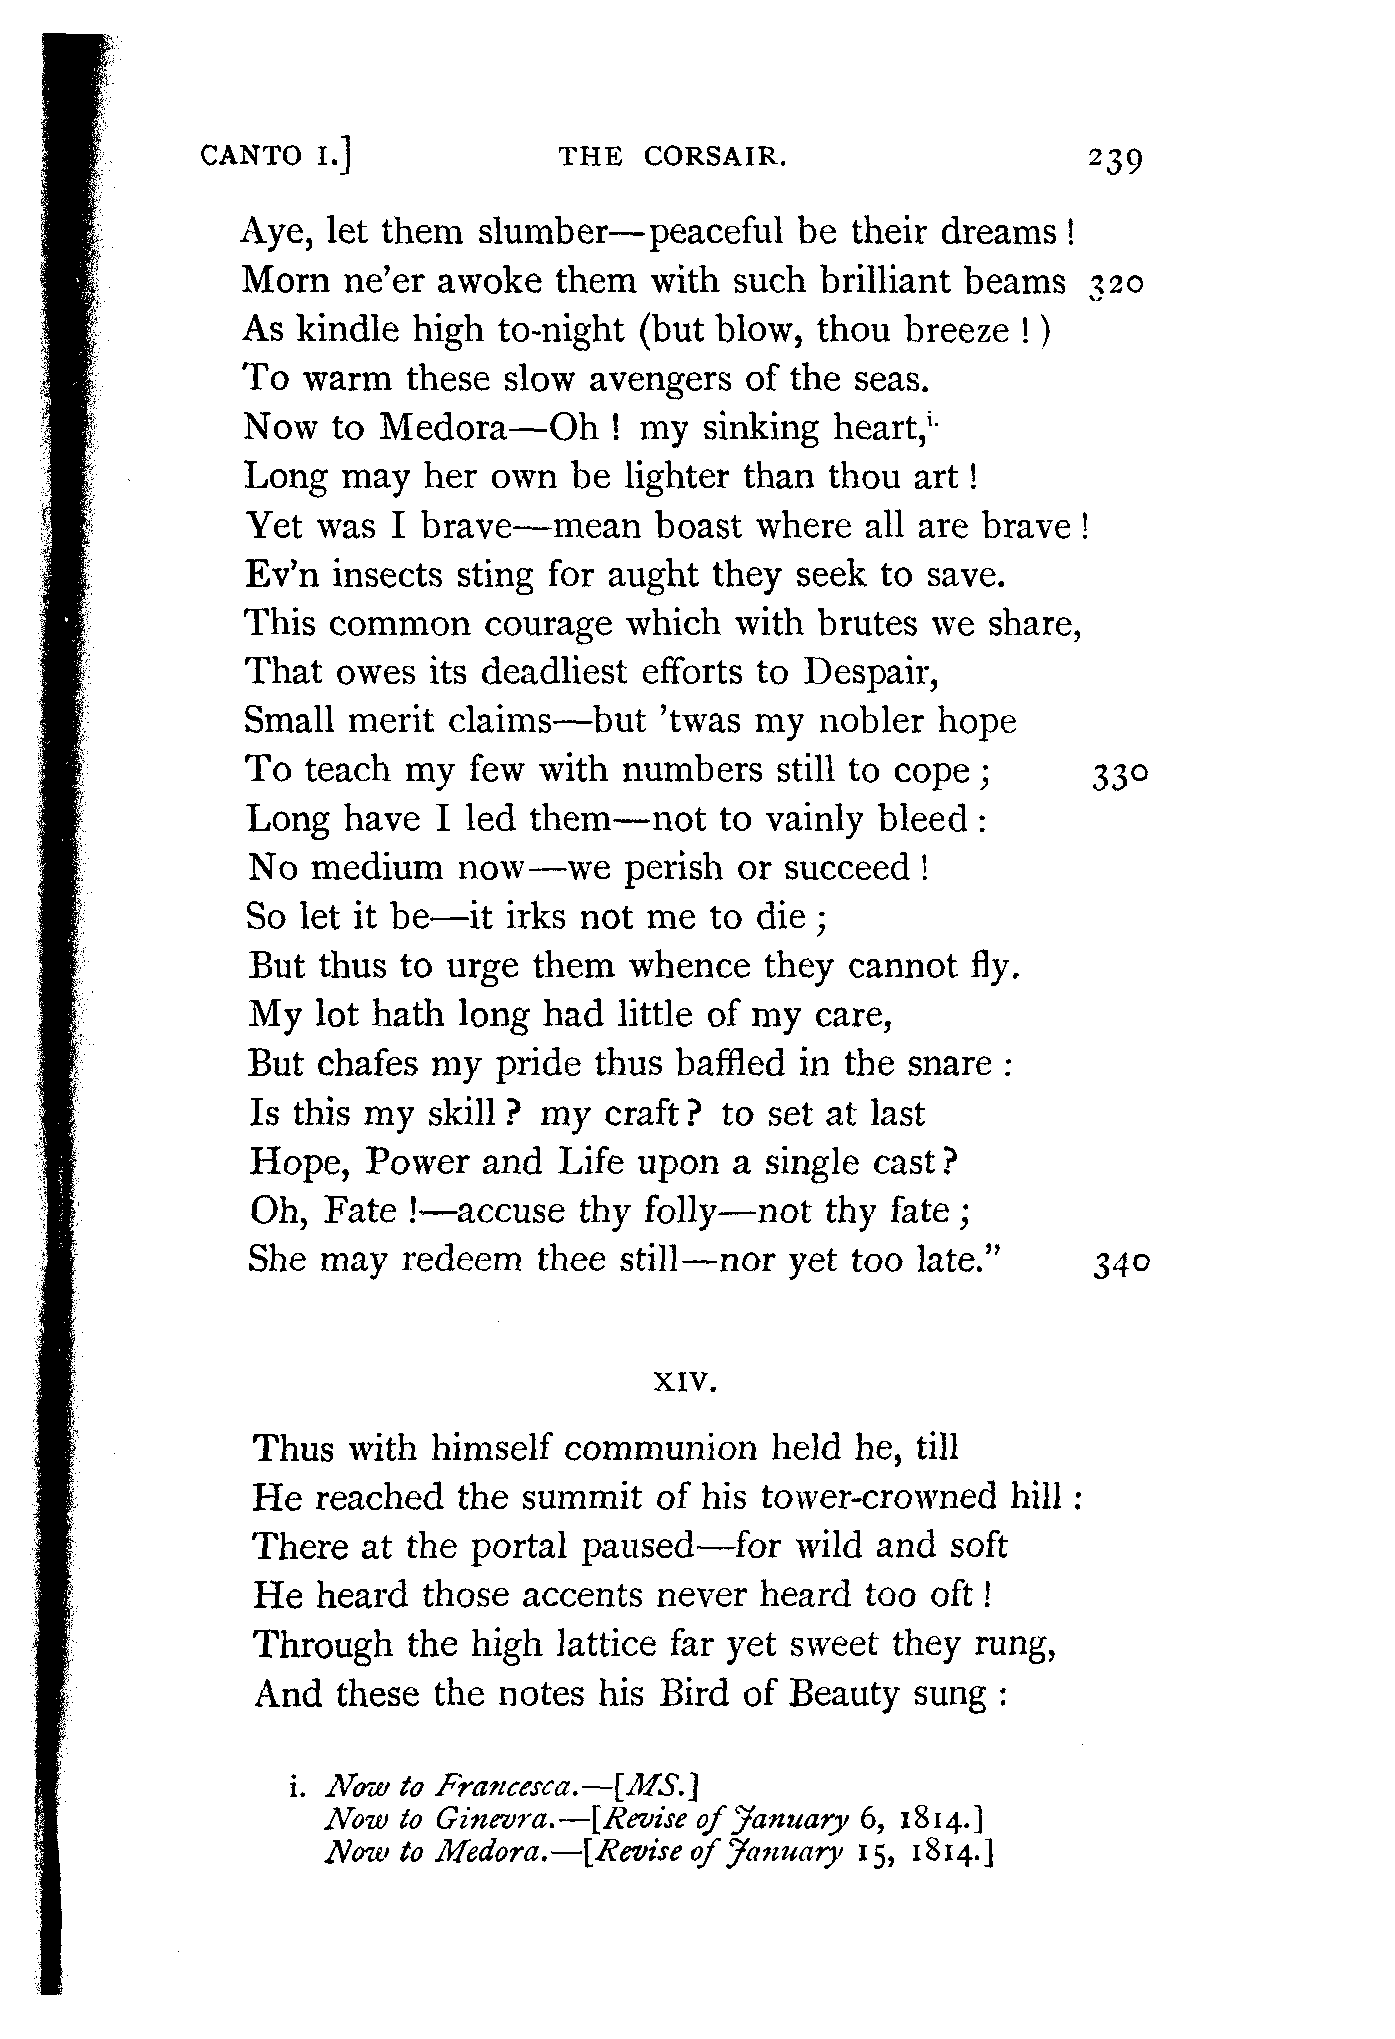 CANTO I.] THE CORSAIR. 239
Aye, let them slumber—peaceful be their dreams!
Morn ne'er awoke them with such brilliant beams 320
As kindle high to-night (but blow, thou breeze!)
To warm these slow avengers of the seas.
Now to Medora—Oh! my sinking heart,i.
Long may her own be lighter than thou art!
Yet was I brave—mean boast where all are brave!
Ev'n insects sting for aught they seek to save.
This common courage which with brutes we share,
That owes its deadliest efforts to Despair,
Small merit claims—but 'twas my nobler hope
To teach my few with numbers still to cope; 330
Long have I led them—not to vainly bleed:
No medium now—we perish or succeed!
So let it be—it irks not me to die;
But thus to urge them whence they cannot fly.
My lot hath long had little of my care,
But chafes my pride thus baffled in the snare:
Is this my skill? my craft? to set at last
Hope, Power and Life upon a single cast?
Oh, Fate!—accuse thy folly—not thy fate;
She may redeem thee still—nor yet too late." 340
XIV.
Thus with himself communion held he, till
He reached the summit of his tower-crowned hill:
There at the portal paused—for wild and soft
He heard those accents never heard too oft!
Through the high lattice far yet sweet they rung,
And these the notes his Bird of Beauty sung:
i. Now to Francesca.—[MS.]
Now to Ginevra.—[Revise of January 6, 1814.]
Now to Medora.—[Revise of January 15, 1814.]